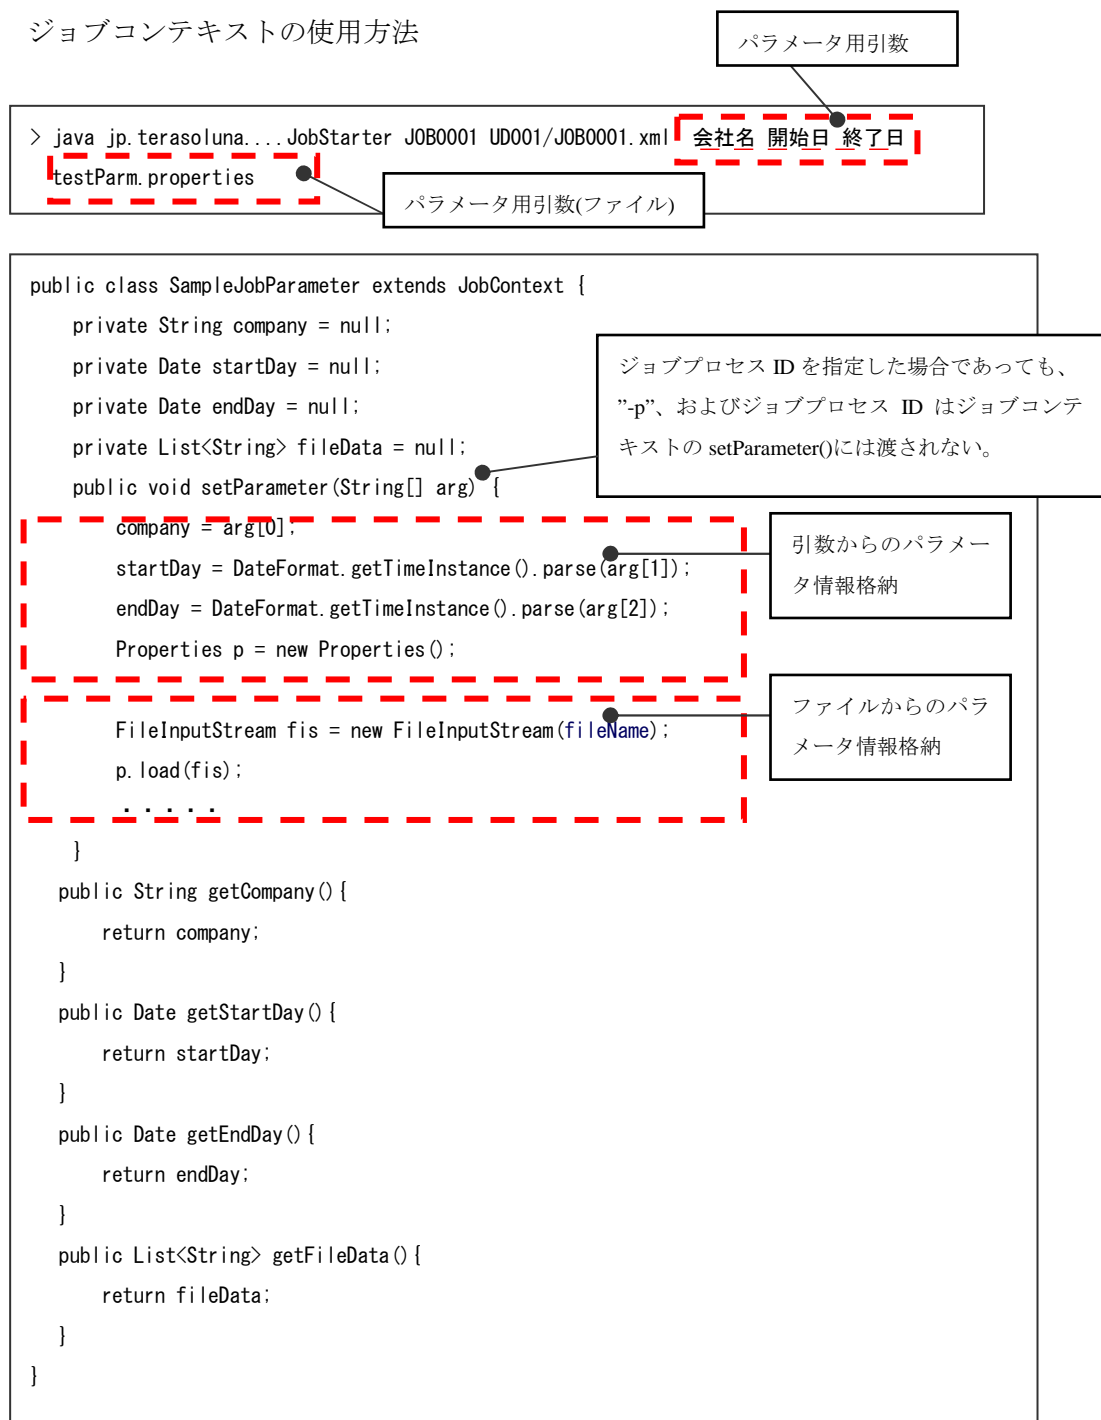 ジョブコンテキストの使用方法
パラメータ用引数
> java jp.terasoluna....JobStarter JOB0001 UD001/JOB0001.xml 会社名 開始日 終了日
testParm.properties
パラメータ用引数(ファイル)
public class SampleJobParameter extends JobContext {
private String company = null;
private Date startDay = null;
private Date endDay = null;
private List<String> fileData = null;
public void setParameter(String[] arg) {
ジョブプロセス ID を指定した場合であっても、
”-p”、およびジョブプロセス ID はジョブコンテ
キストの setParameter()には渡されない。
company = arg[0];
startDay = DateFormat.getTimeInstance().parse(arg[1]);
endDay = DateFormat.getTimeInstance().parse(arg[2]);
Properties p = new Properties();
引数からのパラメー
タ情報格納
FileInputStream fis = new FileInputStream(fileName);
p.load(fis);
・・・・・
ファイルからのパラ
メータ情報格納
}
public String getCompany(){
return company;
}
public Date getStartDay(){
return startDay;
}
public Date getEndDay(){
return endDay;
}
public List<String> getFileData(){
return fileData;
}
}